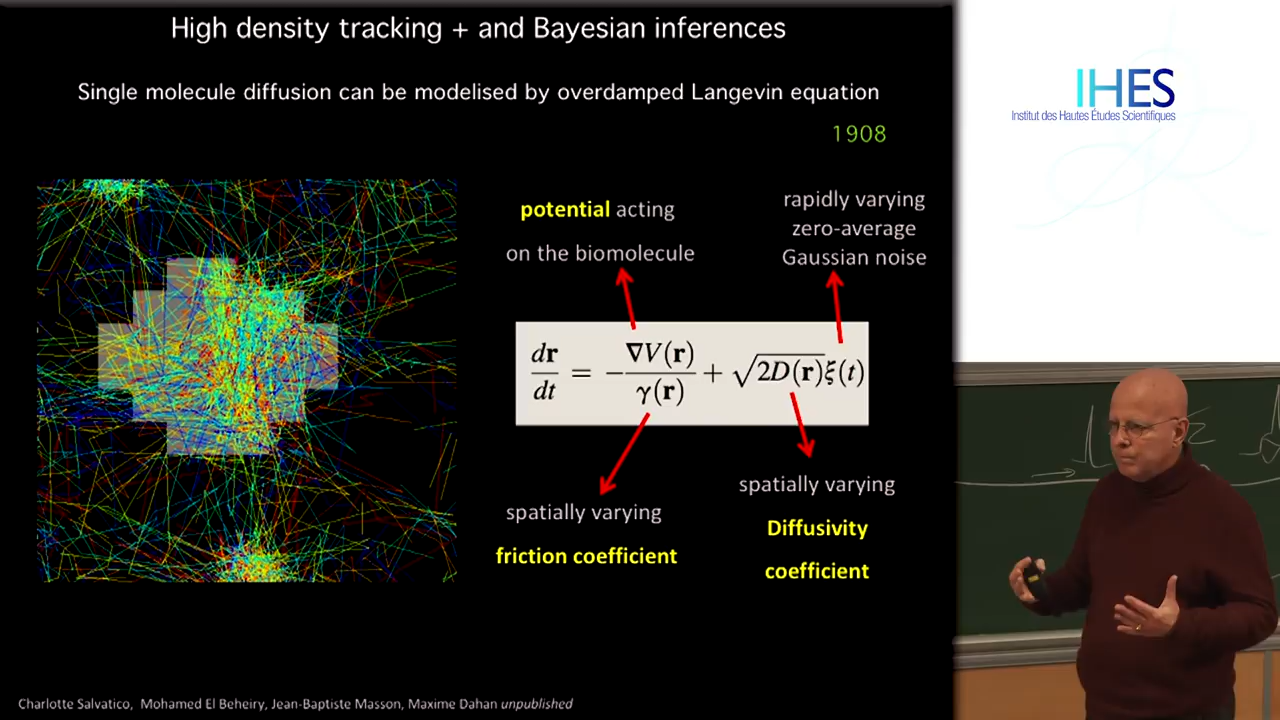 High density tracking + and Bayesian inferences
Single molecule diffusion can be modelised by overdamped Langevin equation
1908
potential acting
on the biomolecule
rapidly varying
zero-average
Gaussian noise
d𝐫/dt = −∇V(𝐫)/γ(𝐫) + √2D(𝐫)ξ(t)
spatially varying
friction coefficient
spatially varying
Diffusivity
coefficient
Charlotte Salvatico, Mohamed El Beheiry, Jean-Baptiste Masson, Maxime Dahan unpublished
IHES
Institut des Hautes Études Scientifiques